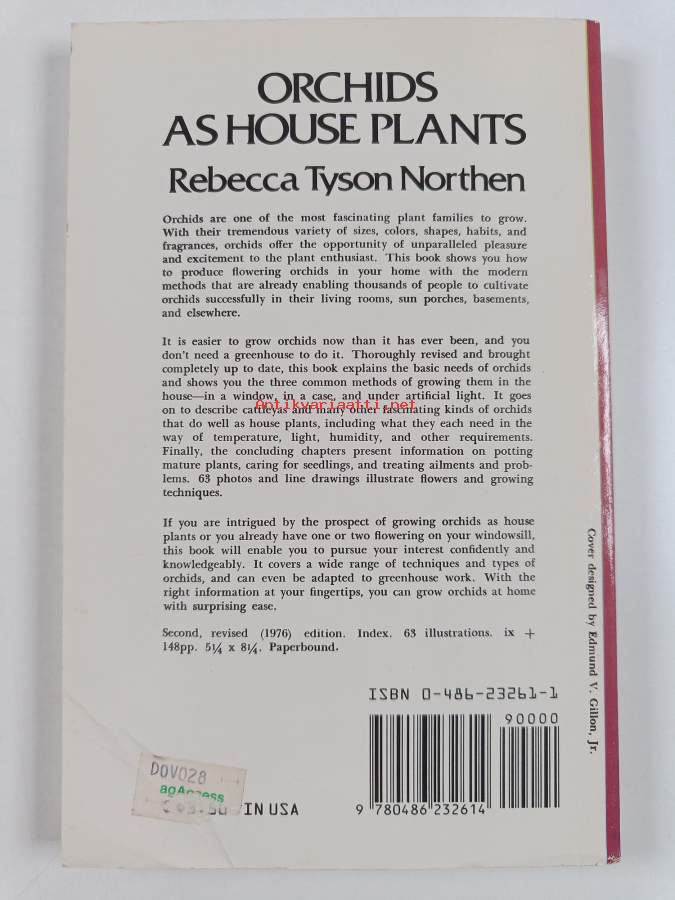 ORCHIDS
AS HOUSE PLANTS
Rebecca Tyson Northen
Orchids are one of the most fascinating plant families to grow.
With their tremendous variety of sizes, colors, shapes, habits, and
fragrances, orchids offer the opportunity of unparalleled pleasure
and excitement to the plant enthusiast. This book shows you how
to produce flowering orchids in your home with the modern
methods that are already enabling thousands of people to cultivate
orchids successfully in their living rooms, sun porches, basements,
and elsewhere.
It is easier to grow orchids now than it has ever been, and you
don't need a greenhouse to do it. Thoroughly revised and brought
completely up to date, this book explains the basic needs of orchids
and shows you the three common methods of growing them in the
house—in a window, in a case, and under artificial light. It goes
Antikvariaatti.net
on to describe cattleyas and many other fascinating kinds of orchids
that do well as house plants, including what they each need in the
way of temperature, light, humidity, and other requirements.
Finally, the concluding chapters present information on potting
mature plants, caring for seedlings, and treating ailments and prob-
lems. 63 photos and line drawings illustrate flowers and growing
techniques.
If you are intrigued by the prospect of growing orchids as house
plants or you already have one or two flowering on your windowsill,
this book will enable you to pursue your interest confidently and
knowledgeably. It covers a wide range of techniques and types of
orchids, and can even be adapted to greenhouse work. With the
right information at your fingertips, you can grow orchids at home
with surprising ease.
Second, revised (1976) edition. Index. 63 illustrations. ix +
148pp. 5¼ x 8¼. Paperbound.
Cover designed by Edmund V. Gillon, Jr.
ISBN 0-486-23261-1
90000
9 780486 232614
DOV028
agAccess
IN USA